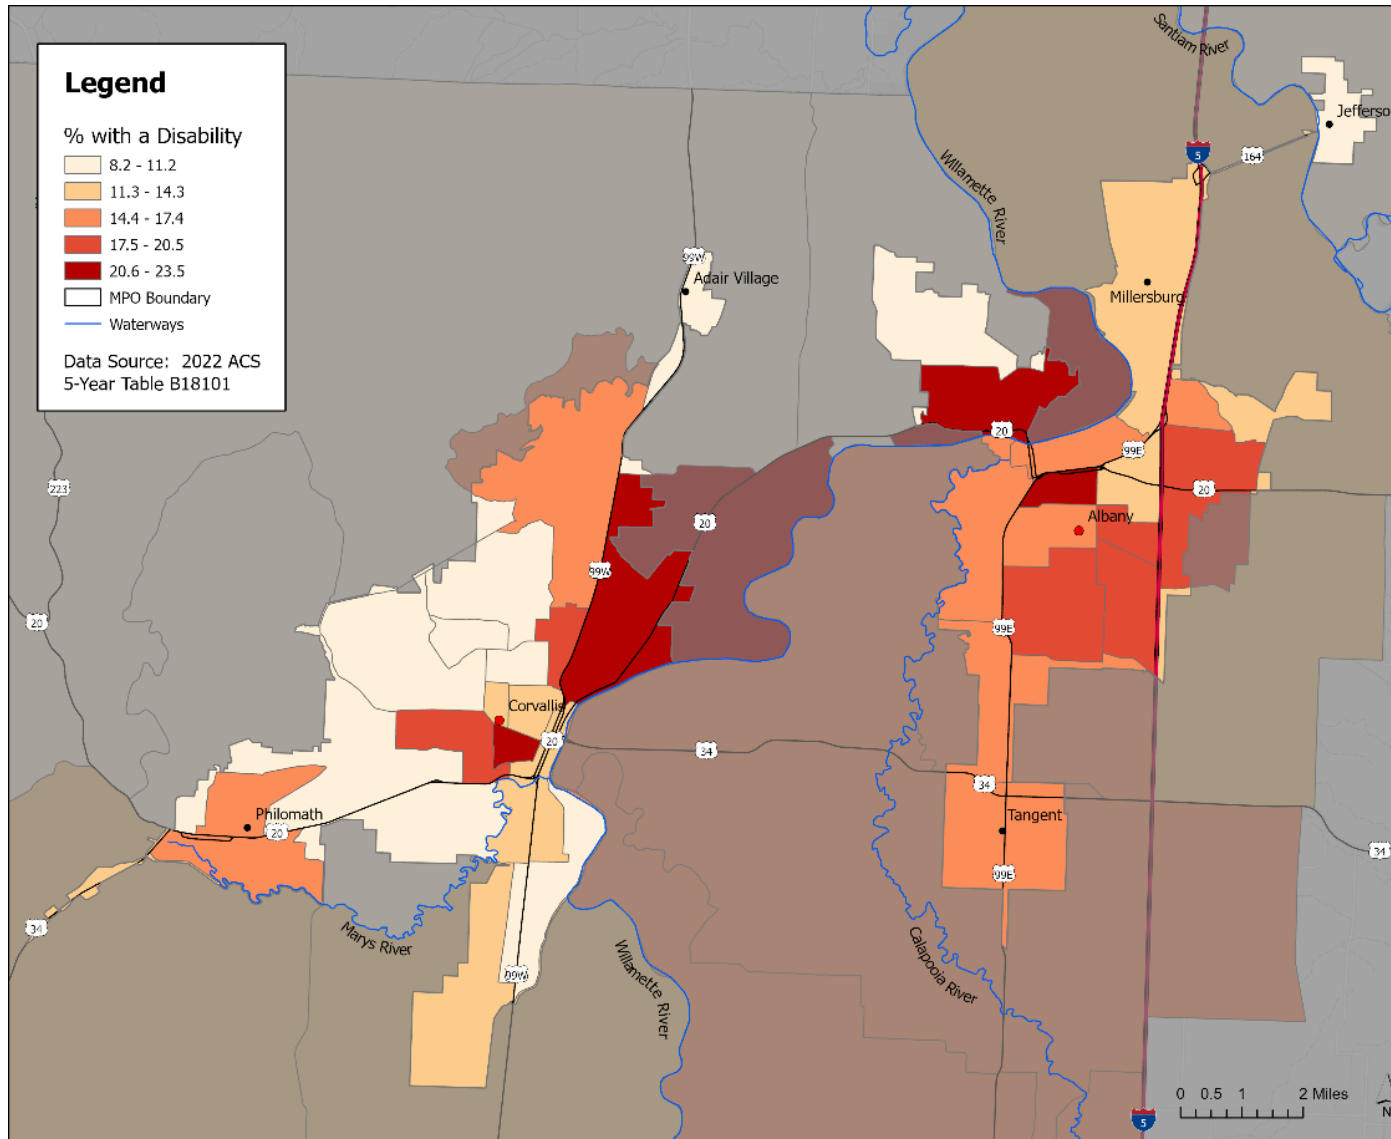 Legend
% with a Disability
8.2 - 11.2
11.3 - 14.3
14.4 - 17.4
17.5 - 20.5
20.6 - 23.5
MPO Boundary
Waterways
Data Source: 2022 ACS
5-Year Table B18101
Santiam River
Jefferso
5
164
Willamette River
99W
Adair Village
Millersburg
20
99E
223
20
20
Albany
99W
20
99E
Corvallis
20
34
34
Philomath
20
Tangent
34
99E
34
Marys River
Willamette River
99W
Calapooia River
0 0.5 1 2 Miles
N
5